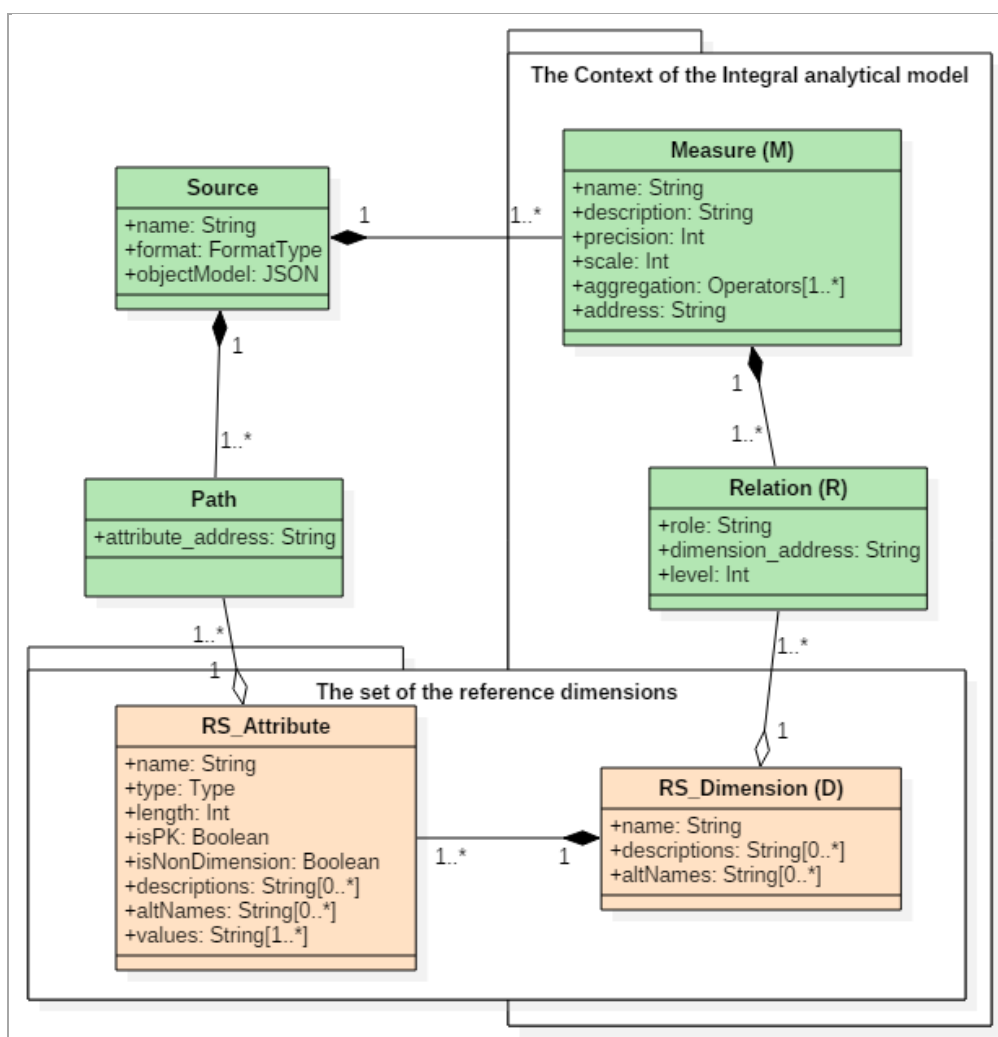 The Context of the Integral analytical model
Measure (M)
+name: String
+description: String
+precision: Int
+scale: Int
+aggregation: Operators[1..*]
+address: String
Source
+name: String
+format: FormatType
+objectModel: JSON
1
1..*
1
1..*
1
1..*
Path
+attribute_address: String
Relation (R)
+role: String
+dimension_address: String
+level: Int
1..*
1
1..*
1
The set of the reference dimensions
RS_Attribute
+name: String
+type: Type
+length: Int
+isPK: Boolean
+isNonDimension: Boolean
+descriptions: String[0..*]
+altNames: String[0..*]
+values: String[1..*]
1..*
1
RS_Dimension (D)
+name: String
+descriptions: String[0..*]
+altNames: String[0..*]